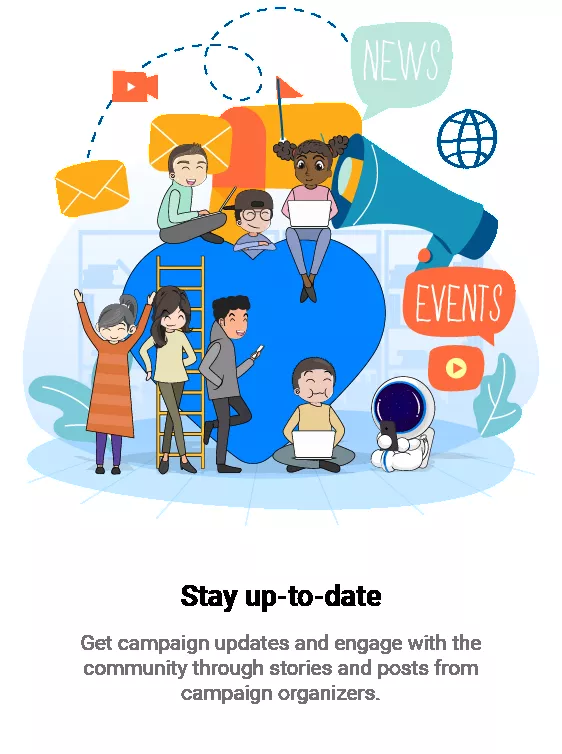 NEWS
EVENTS
Stay up-to-date
Get campaign updates and engage with the
community through stories and posts from
campaign organizers.